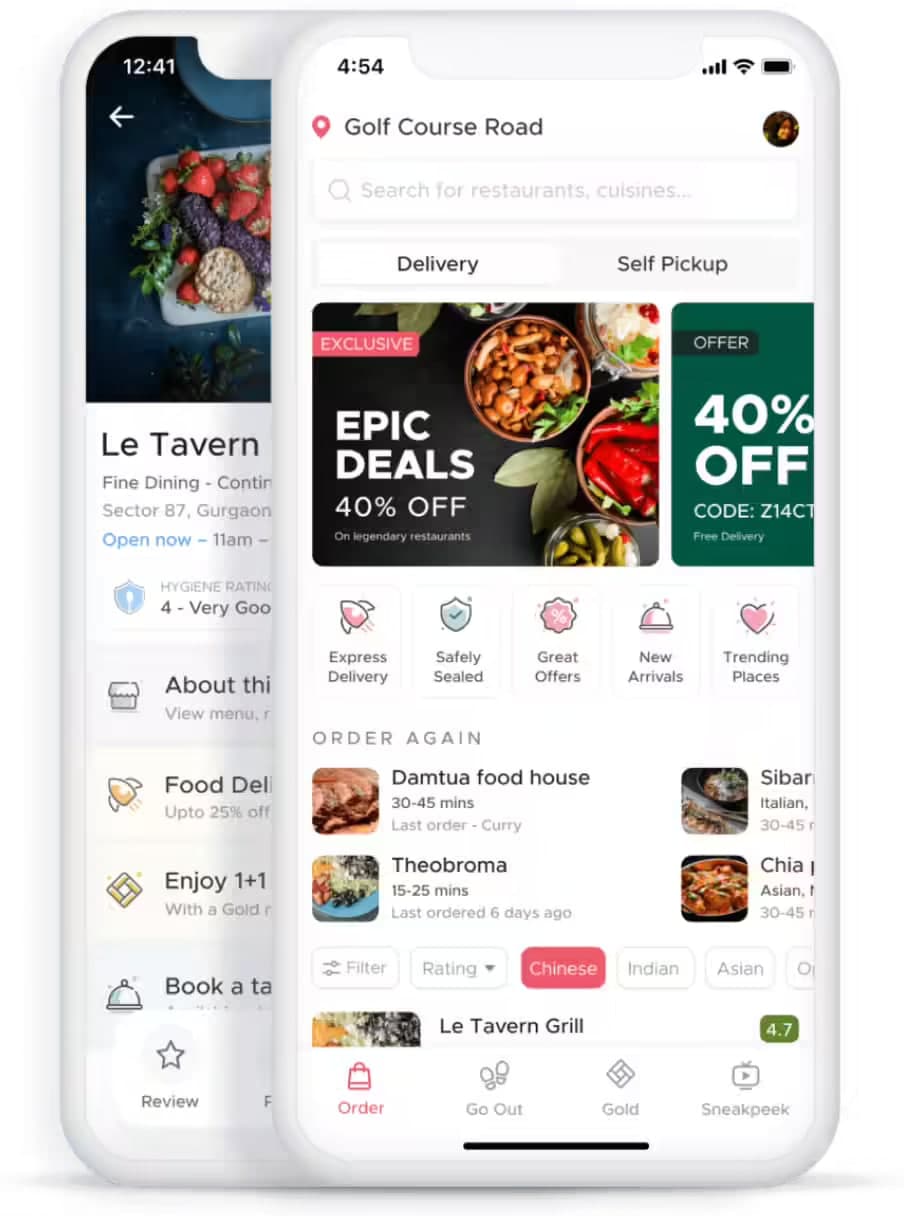 12:41
Le Tavern
Fine Dining - Contin
Sector 87, Gurgaon
Open now – 11am –
HYGIENE RATING
4 - Very Goo
About thi
View menu, r
Food Deli
Upto 25% off
Enjoy 1+1
With a Gold m
Book a ta
Review
4:54
Golf Course Road
Search for restaurants, cuisines...
Delivery
Self Pickup
EXCLUSIVE
EPIC
DEALS
40% OFF
On legendary restaurants
OFFER
40%
OFF
CODE: Z14CT
Free Delivery
Express
Delivery
Safely
Sealed
Great
Offers
New
Arrivals
Trending
Places
ORDER AGAIN
Damtua food house
30-45 mins
Last order - Curry
Sibar
Italian,
30-45 m
Theobroma
15-25 mins
Last ordered 6 days ago
Chia
Asian,
30-45 m
Filter
Rating
Chinese
Indian
Asian
Le Tavern Grill
4.7
Order
Go Out
Gold
Sneakpeek